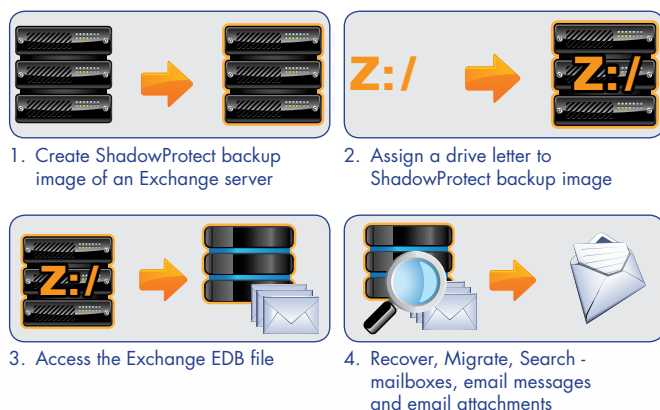 Z:/
Z:/
1. Create ShadowProtect backup
image of an Exchange server
2. Assign a drive letter to
ShadowProtect backup image
Z:/
3. Access the Exchange EDB file
4. Recover, Migrate, Search -
mailboxes, email messages
and email attachments